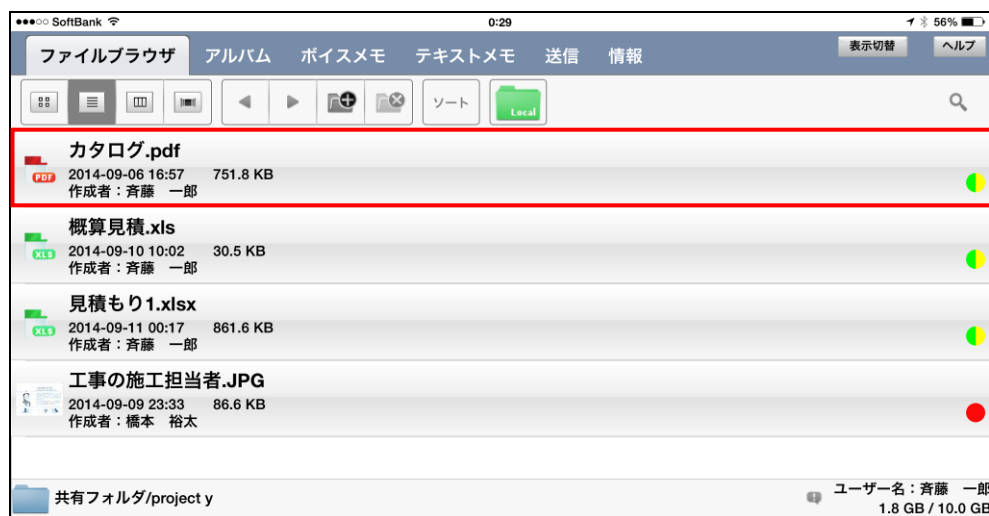 SoftBank 0:29 56%
ファイルブラウザ アルバム ボイスメモ テキストメモ 送信 情報 表示切替 ヘルプ
ソート Local
カタログ.pdf
PDF 2014-09-06 16:57 751.8 KB
作成者：斉藤 一郎
概算見積.xls
XLS 2014-09-10 10:02 30.5 KB
作成者：斉藤 一郎
見積もり1.xlsx
XLS 2014-09-11 00:17 861.6 KB
作成者：斉藤 一郎
工事の施工担当者.JPG
2014-09-09 23:33 86.6 KB
作成者：橋本 裕太
共有フォルダ/project y ユーザー名：斉藤 一郎
1.8 GB / 10.0 GB